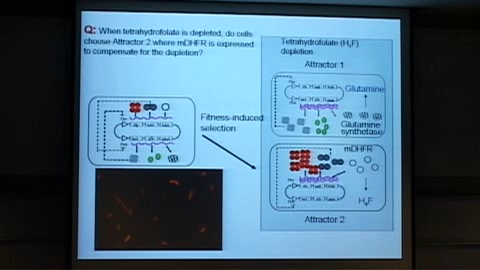 Q: When tetrahydrofolate is depleted, do cells
choose Attractor 2 where mDHFR is expressed
to compensate for the depletion?
Tetrahydrofolate (H4F)
depletion
Attractor 1
Glutamine
Glutamine
synthetase
Fitness-induced
selection
mDHFR
H4F
Attractor 2